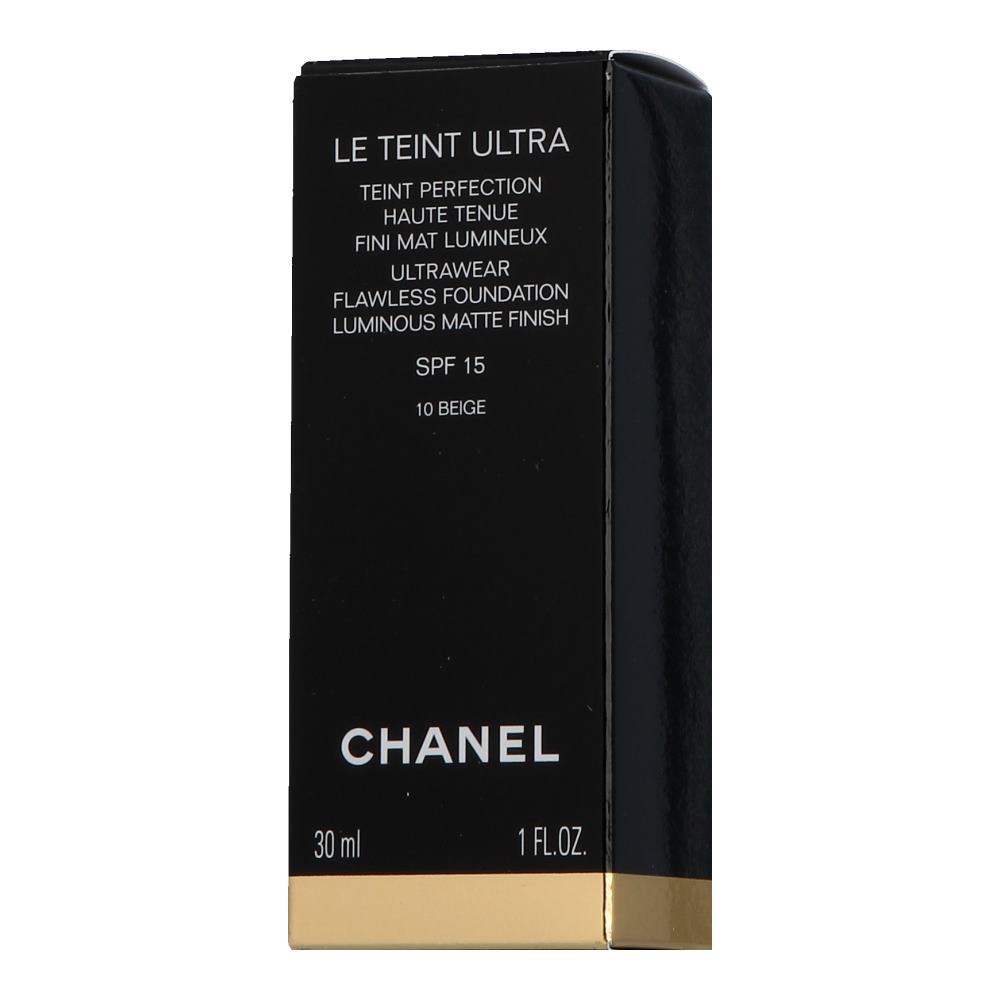 LE TEINT ULTRA
TEINT PERFECTION
HAUTE TENUE
FINI MAT LUMINEUX
ULTRAWEAR
FLAWLESS FOUNDATION
LUMINOUS MATTE FINISH
SPF 15
10 BEIGE
CHANEL
30 ml 1 FL.OZ.